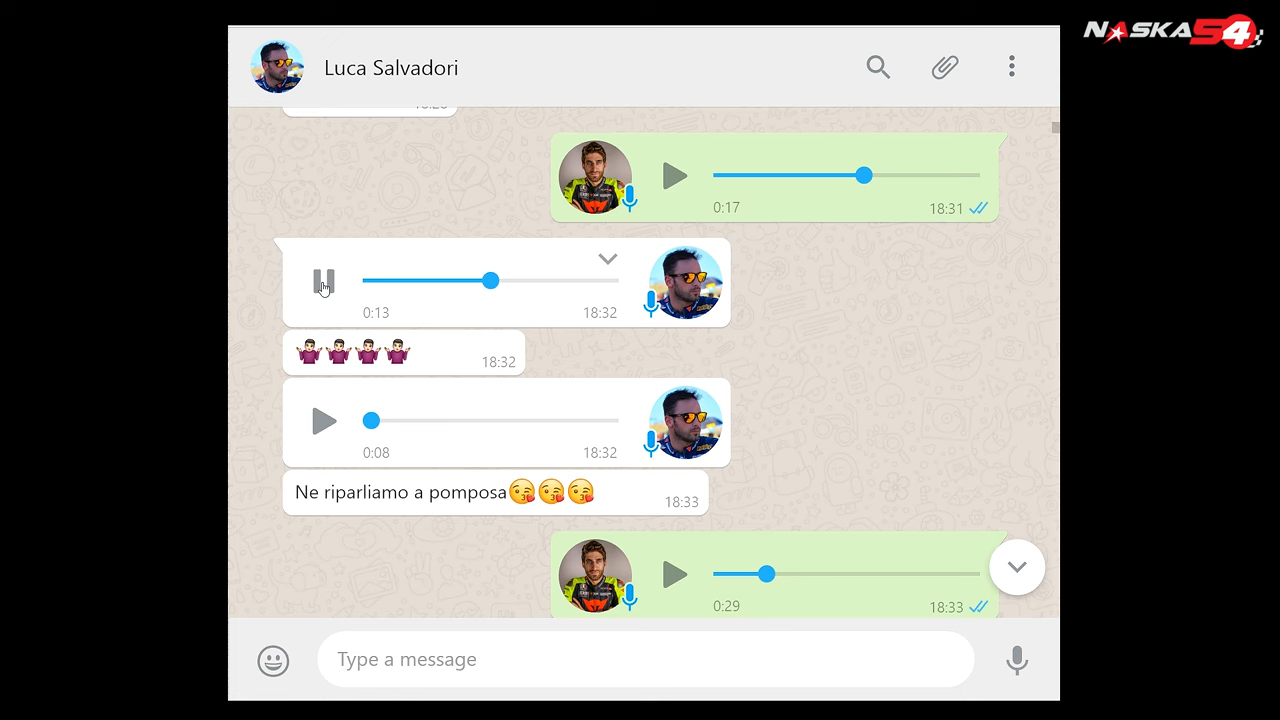 NASKA54
Luca Salvadori
0:17
18:31
0:13
18:32
18:32
0:08
18:32
Ne riparliamo a pomposa😘😘😘
18:33
0:29
18:33
Type a message